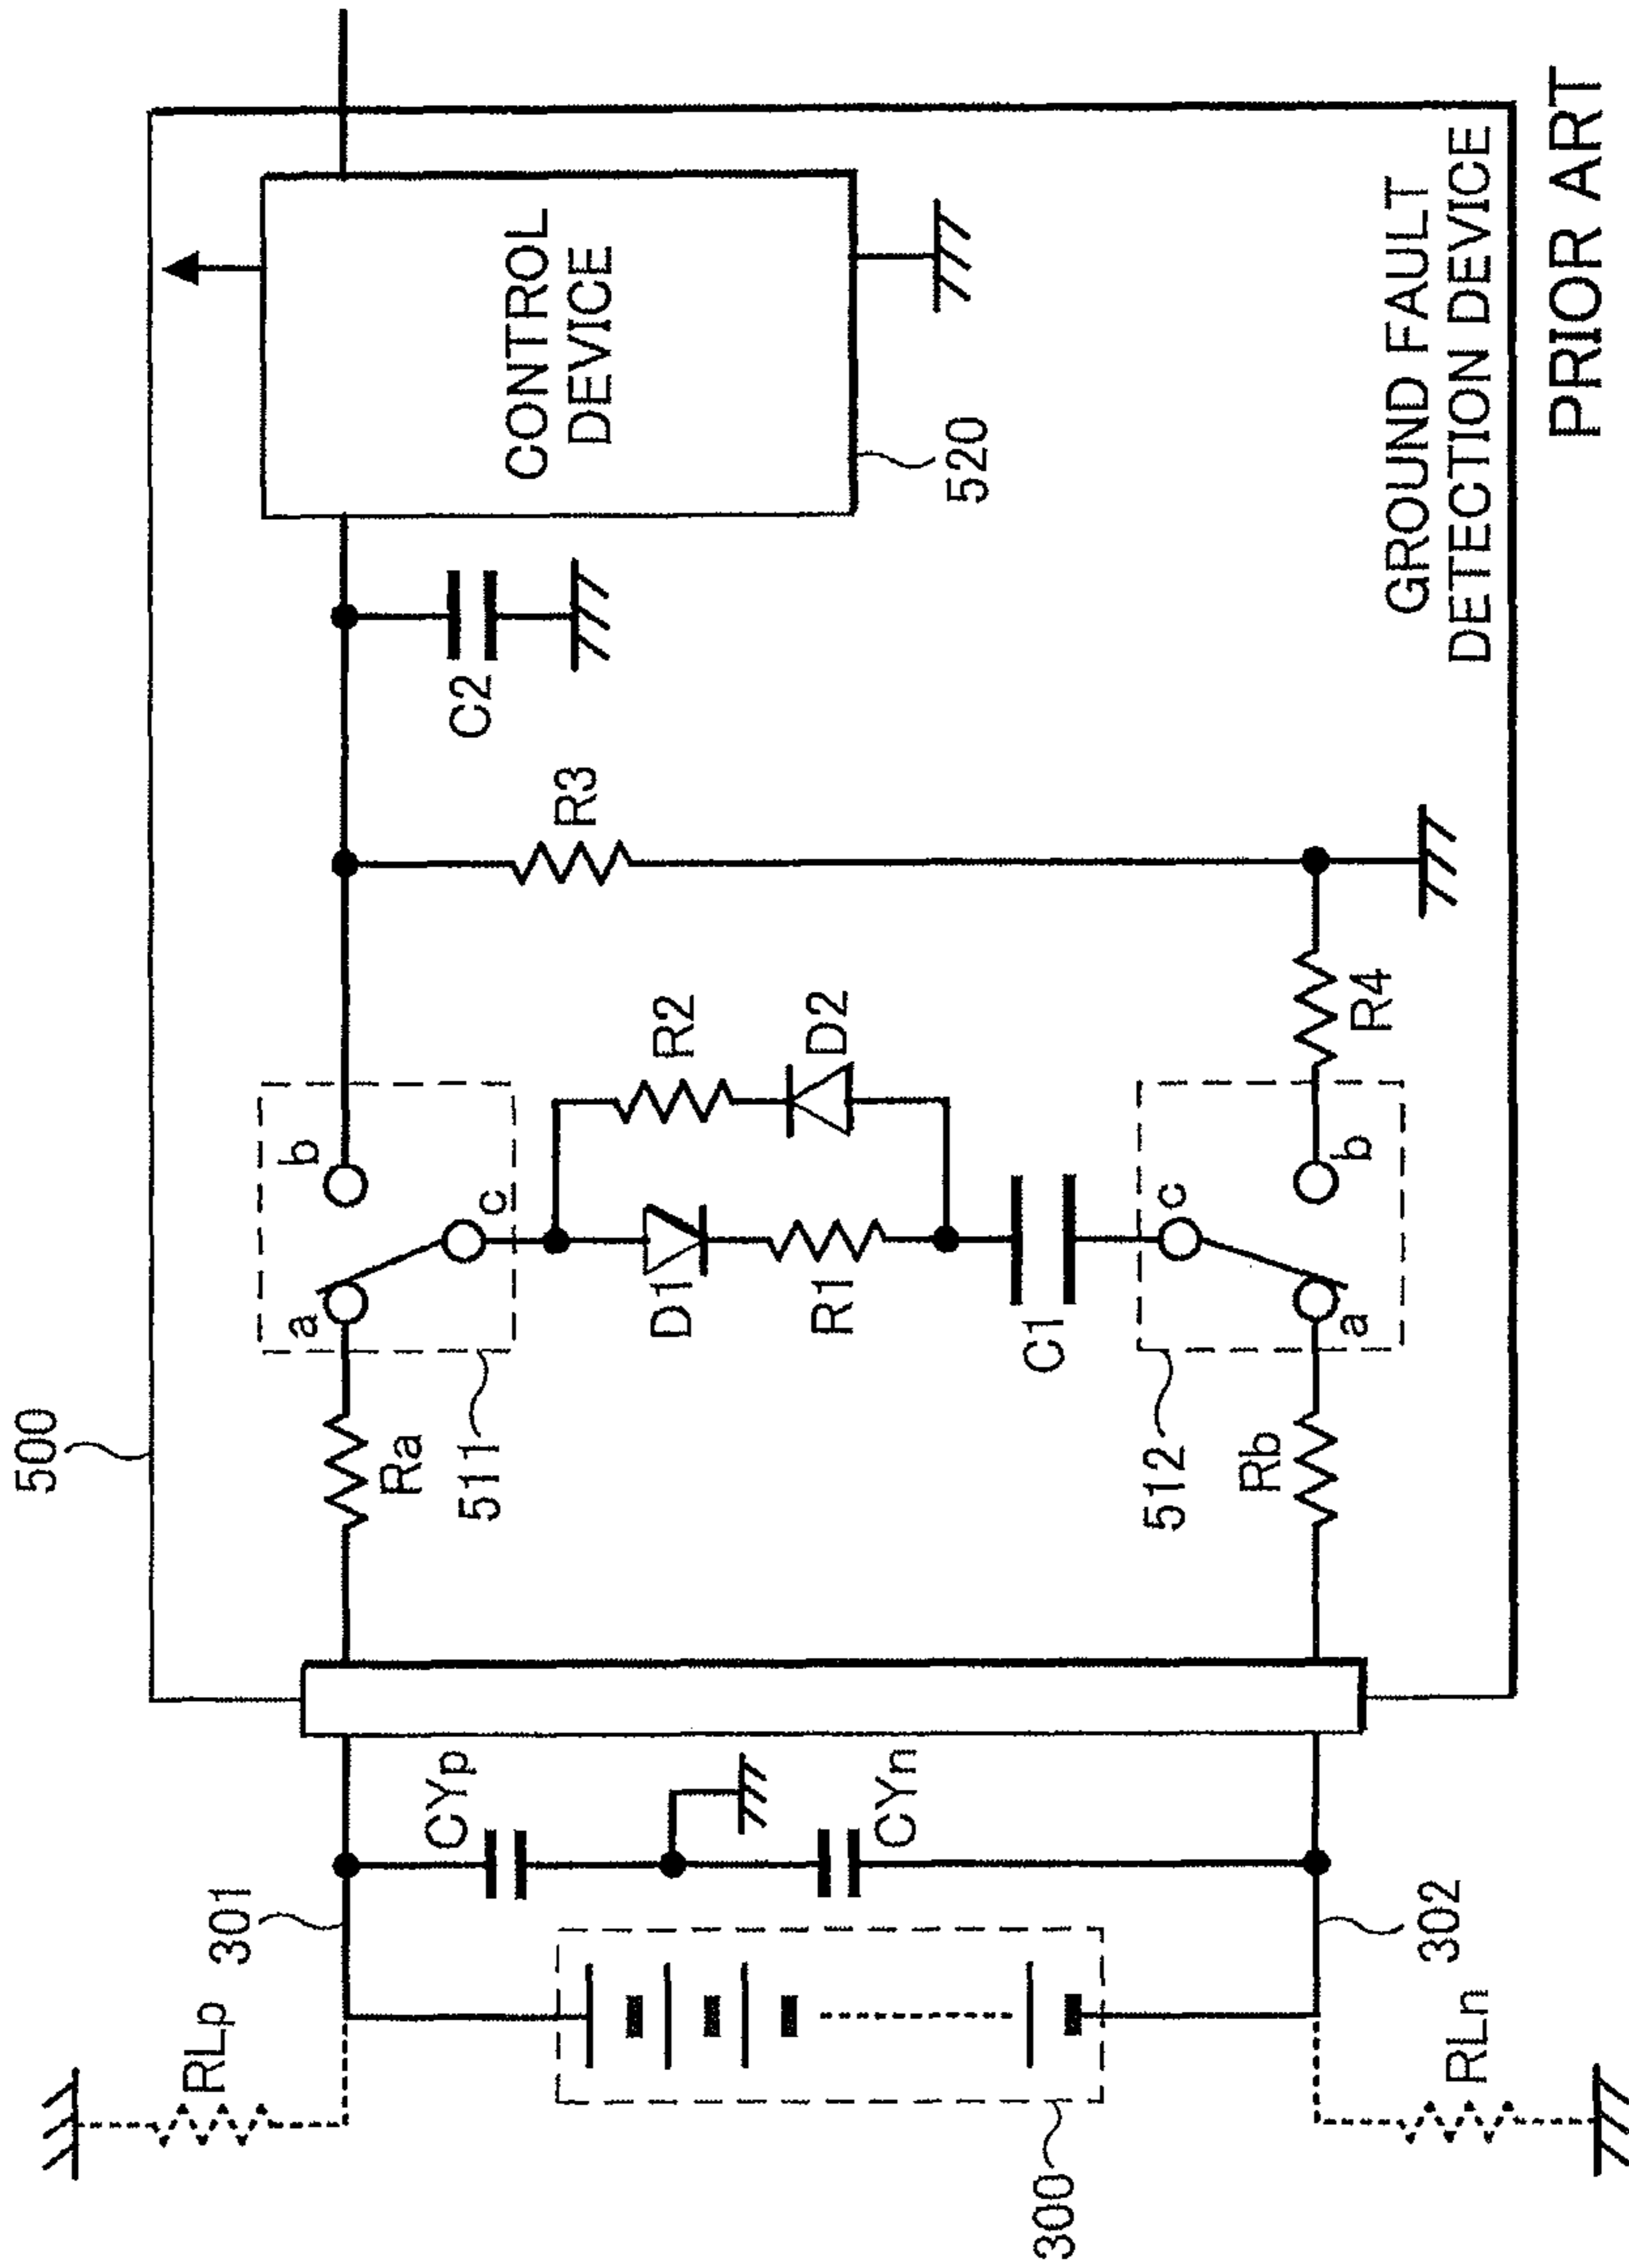 500
301
RLp
CYp
Ra
a
b
511
c
R2
D1
D2
R1
R3
C2
CONTROL
DEVICE
520
C1
300
CYn
512
c
Rb
a
b
R4
302
RLn
GROUND FAULT
DETECTION DEVICE
PRIOR ART